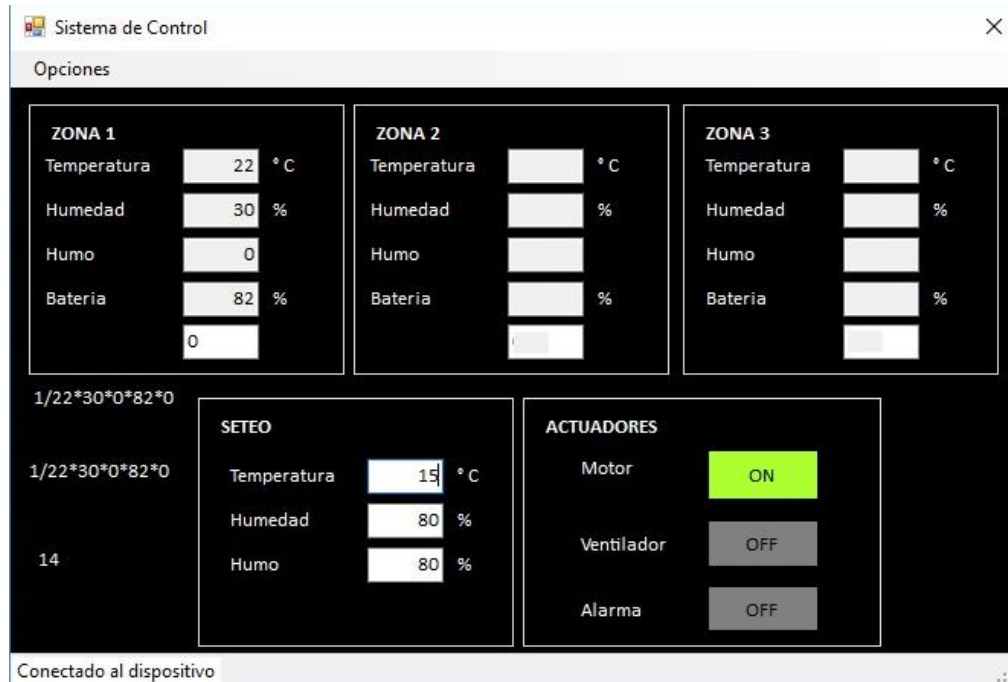 Sistema de Control
Opciones
ZONA 1
Temperatura 22 ° C
Humedad 30 %
Humo 0
Bateria 82 %
0
ZONA 2
Temperatura ° C
Humedad %
Humo
Bateria %
ZONA 3
Temperatura ° C
Humedad %
Humo
Bateria %
1/22*30*0*82*0
1/22*30*0*82*0
14
SETEO
Temperatura 15 ° C
Humedad 80 %
Humo 80 %
ACTUADORES
Motor ON
Ventilador OFF
Alarma OFF
Conectado al dispositivo